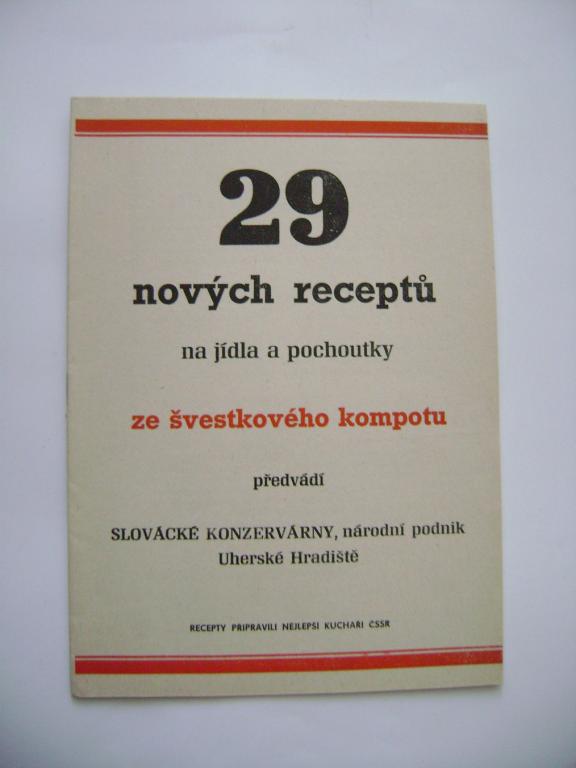 29
nových receptů
na jídla a pochoutky
ze švestkového kompotu
předvádí
SLOVÁCKÉ KONZERVÁRNY, národní podnik
Uherské Hradiště
RECEPTY PŘIPRAVILI NEJLEPŠÍ KUCHAŘI ČSSR